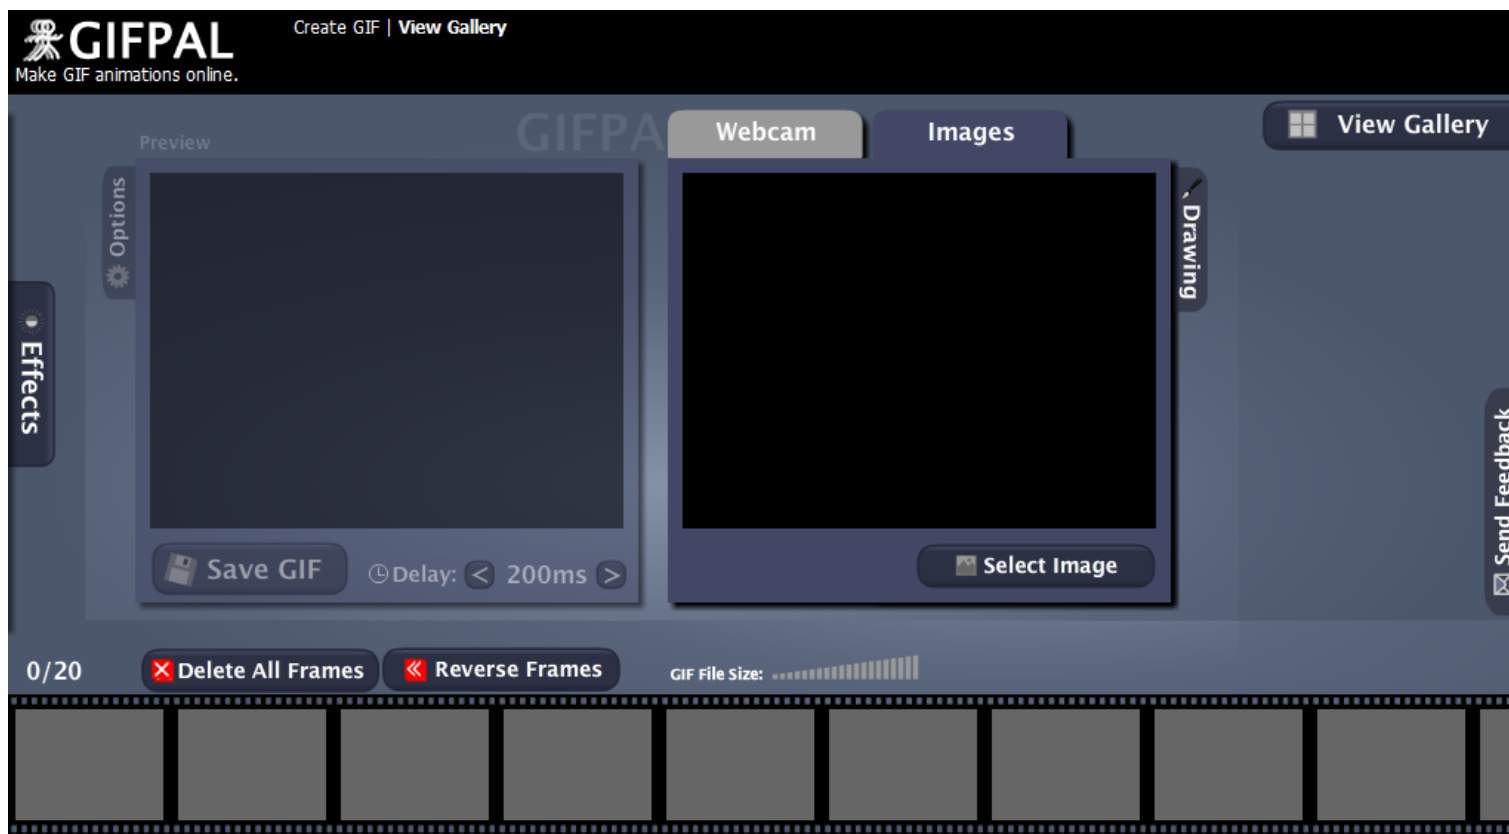 GIFPAL
Make GIF animations online.
Create GIF | View Gallery
View Gallery
Preview
GIFPA
Webcam
Images
Options
Drawing
Effects
Send Feedback
Save GIF
Delay: < 200ms >
Select Image
0/20
Delete All Frames
Reverse Frames
GIF File Size: